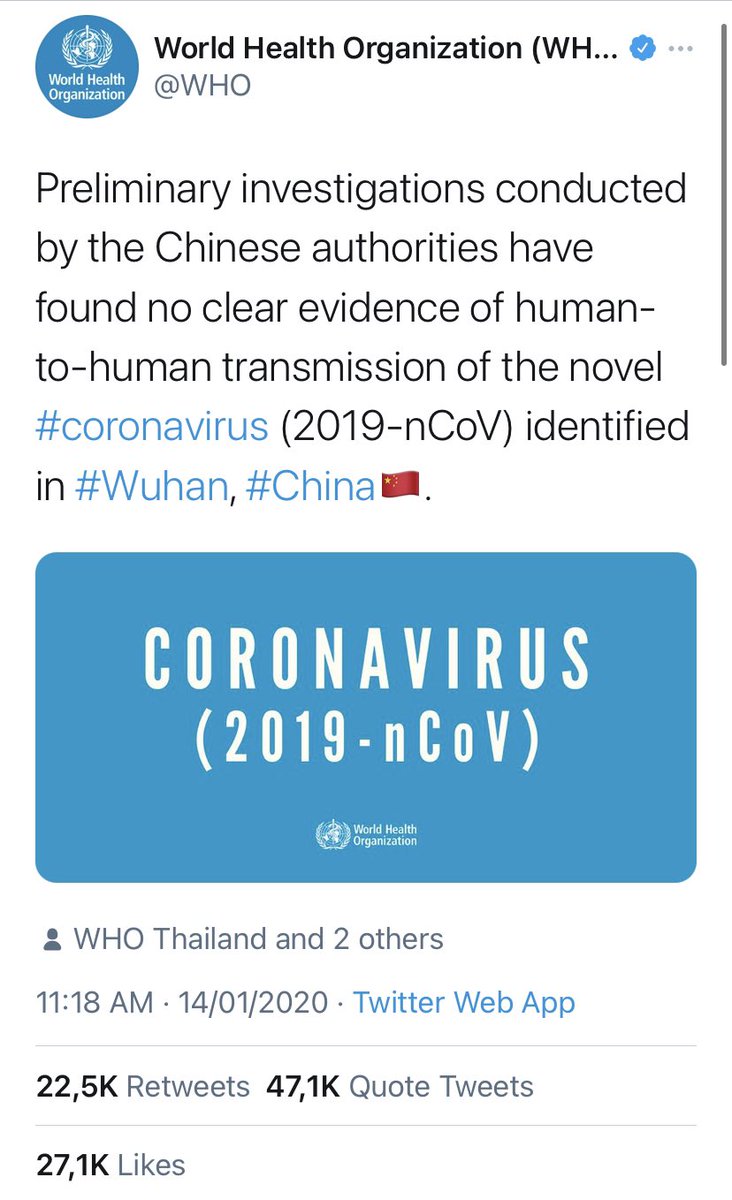 World Health Organization
World Health Organization (WH...
@WHO
Preliminary investigations conducted
by the Chinese authorities have
found no clear evidence of human-
to-human transmission of the novel
#coronavirus (2019-nCoV) identified
in #Wuhan, #China🇨🇳.
CORONAVIRUS
(2019-nCoV)
World Health
Organization
WHO Thailand and 2 others
11:18 AM · 14/01/2020 · Twitter Web App
22,5K Retweets 47,1K Quote Tweets
27,1K Likes